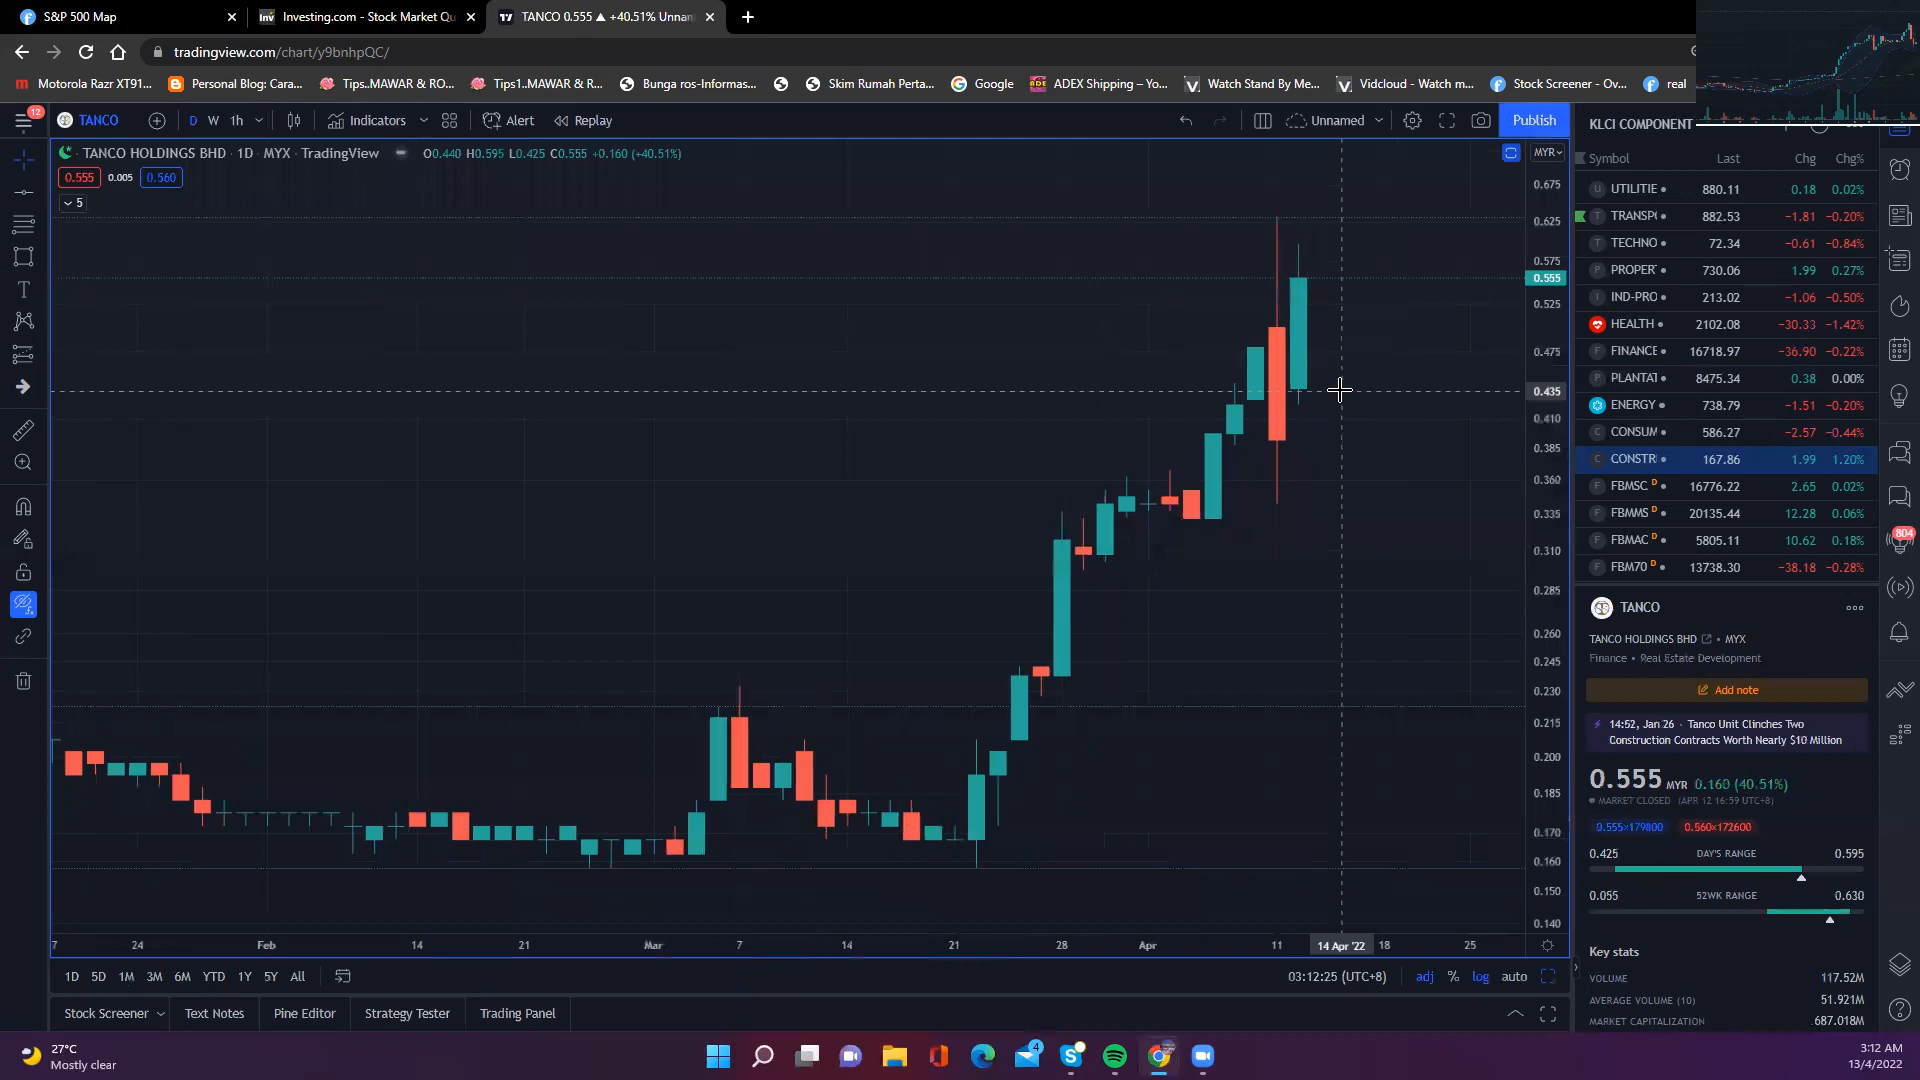 S&P 500 Map
Investing.com - Stock Market Qu
TANCO 0.555 ▲ +40.51% Unnan
tradingview.com/chart/y9bnhpQC/
Motorola Razr XT91...
Personal Blog: Cara...
Tips..MAWAR & RO...
Tips1..MAWAR & R...
Bunga ros-Informas...
Skim Rumah Perta...
Google
ADEX Shipping – Yo...
Watch Stand By Me...
Vidcloud - Watch m...
Stock Screener - Ov...
real
12
TANCO
D
W
1h
Indicators
Alert
Replay
Unnamed
Publish
KLCI COMPONENT
TANCO HOLDINGS BHD · 1D · MYX · TradingView
O0.440 H0.595 L0.425 C0.555 +0.160 (+40.51%)
MYR
0.555
0.005
0.560
5
0.675
0.625
0.575
0.555
0.525
0.475
0.435
0.410
0.385
0.360
0.335
0.310
0.285
0.260
0.245
0.230
0.215
0.200
0.185
0.170
0.160
0.150
0.140
7
24
Feb
14
21
Mar
7
14
21
28
Apr
11
14 Apr '22
18
25
Symbol Last Chg Chg%
UTILITIE 880.11 0.18 0.02%
TRANSP 882.53 −1.81 −0.20%
TECHNO 72.34 −0.61 −0.84%
PROPER 730.06 1.99 0.27%
IND-PRO 213.02 −1.06 −0.50%
HEALTH 2102.08 −30.33 −1.42%
FINANCE 16718.97 −36.90 −0.22%
PLANTAT 8475.34 0.38 0.00%
ENERGY 738.79 −1.51 −0.20%
CONSUM 586.27 −2.57 −0.44%
CONSTR 167.86 1.99 1.20%
FBMSC D 16776.22 2.65 0.02%
FBMMS D 20135.44 12.28 0.06%
FBMAC D 5805.11 10.62 0.18%
FBM70 D 13738.30 −38.18 −0.28%
804
TANCO
TANCO HOLDINGS BHD • MYX
Finance • Real Estate Development
Add note
14:52, Jan 26 · Tanco Unit Clinches Two
Construction Contracts Worth Nearly $10 Million
0.555 MYR 0.160 (40.51%)
MARKET CLOSED (APR 12 16:59 UTC+8)
0.555×179800
0.560×172600
0.425 DAY'S RANGE 0.595
0.055 52WK RANGE 0.630
Key stats
VOLUME 117.52M
AVERAGE VOLUME (10) 51.921M
MARKET CAPITALIZATION 687.018M
1D 5D 1M 3M 6M YTD 1Y 5Y All
03:12:25 (UTC+8)
adj % log auto
Stock Screener
Text Notes
Pine Editor
Strategy Tester
Trading Panel
27°C
Mostly clear
4
3:12 AM
13/4/2022